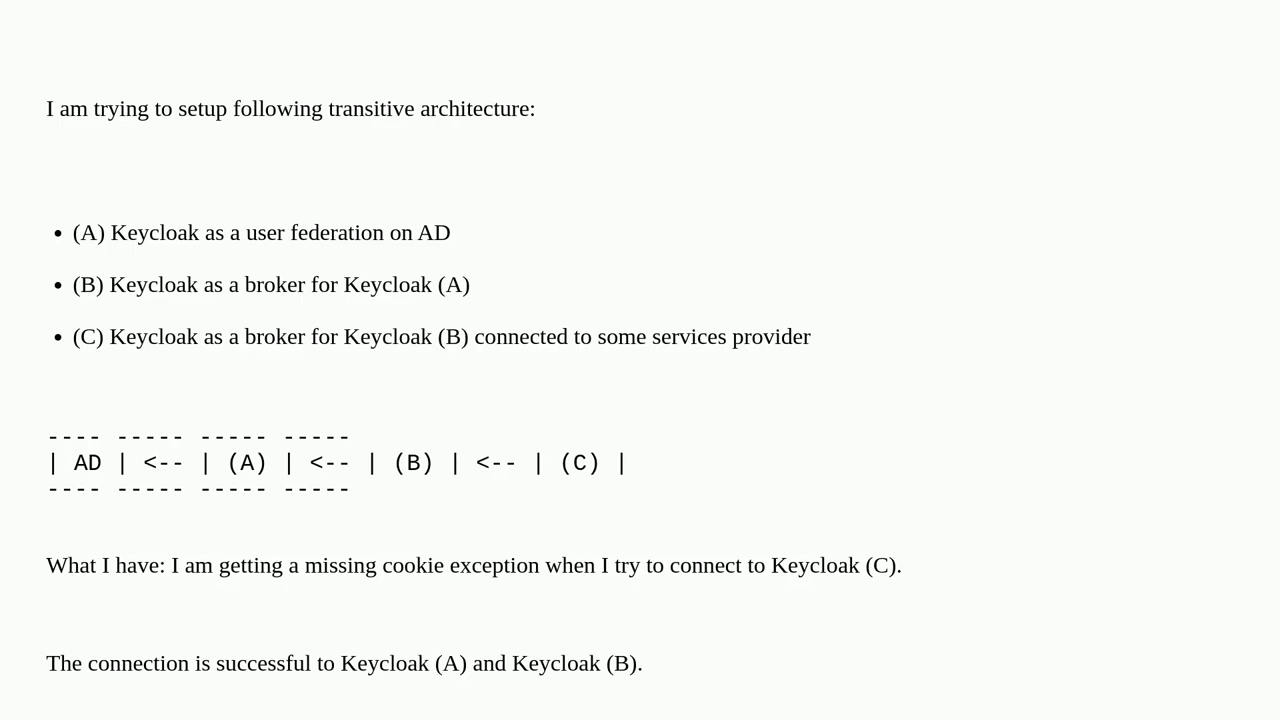 I am trying to setup following transitive architecture:
• (A) Keycloak as a user federation on AD
• (B) Keycloak as a broker for Keycloak (A)
• (C) Keycloak as a broker for Keycloak (B) connected to some services provider
---- ----- ----- -----
| AD | <-- | (A) | <-- | (B) | <-- | (C) |
---- ----- ----- -----
What I have: I am getting a missing cookie exception when I try to connect to Keycloak (C).
The connection is successful to Keycloak (A) and Keycloak (B).